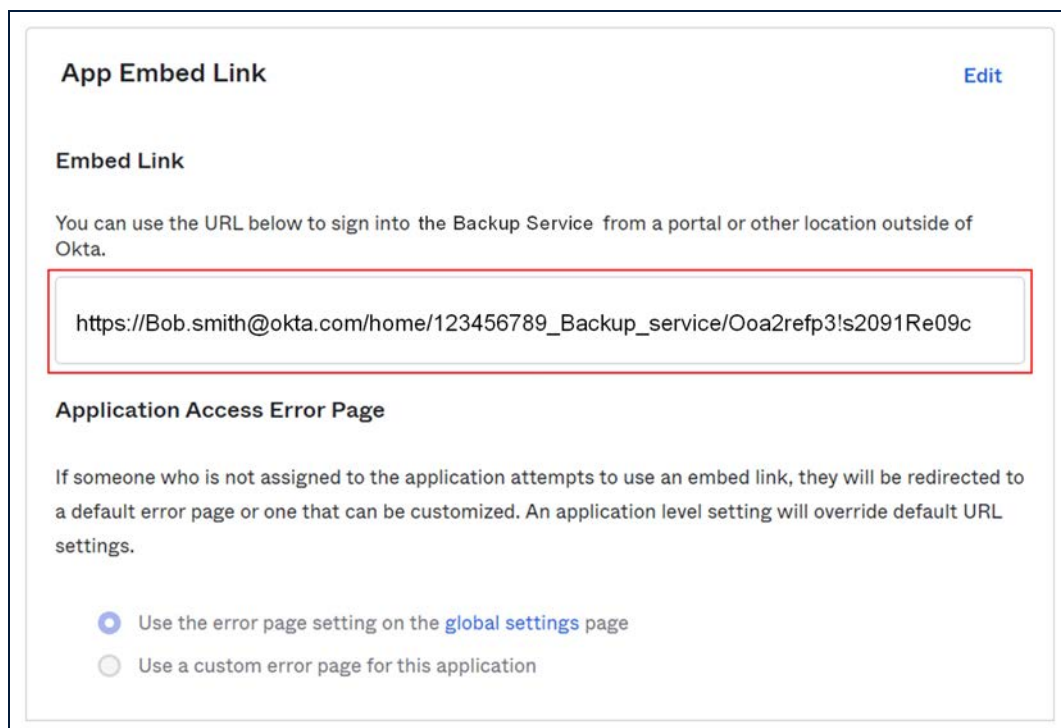 App Embed Link
Edit
Embed Link
You can use the URL below to sign into the Backup Service from a portal or other location outside of
Okta.
https://Bob.smith@okta.com/home/123456789_Backup_service/Ooa2refp3!s2091Re09c
Application Access Error Page
If someone who is not assigned to the application attempts to use an embed link, they will be redirected to
a default error page or one that can be customized. An application level setting will override default URL
settings.
Use the error page setting on the global settings page
Use a custom error page for this application